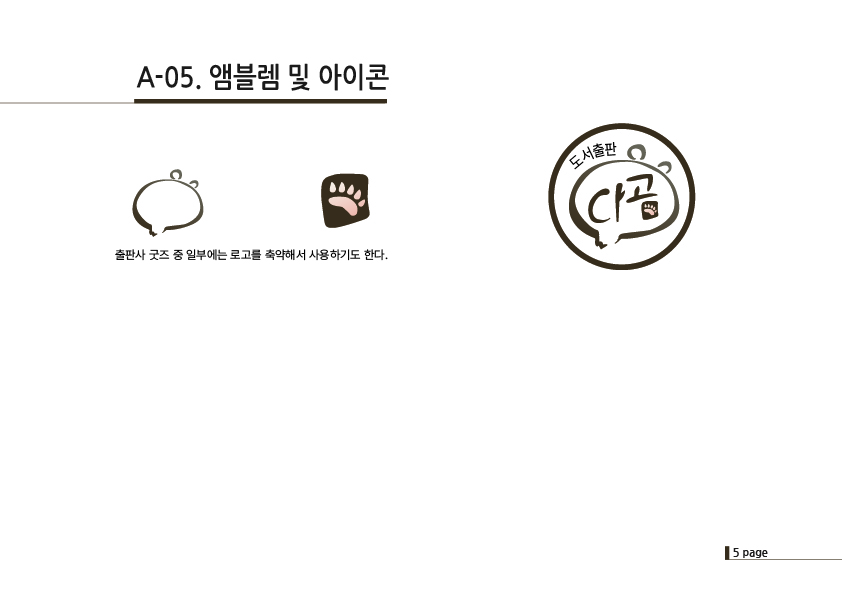 A-05. 앰블렘 및 아이콘
도서출판
다곰
출판사 굿즈 중 일부에는 로고를 축약해서 사용하기도 한다.
5 page